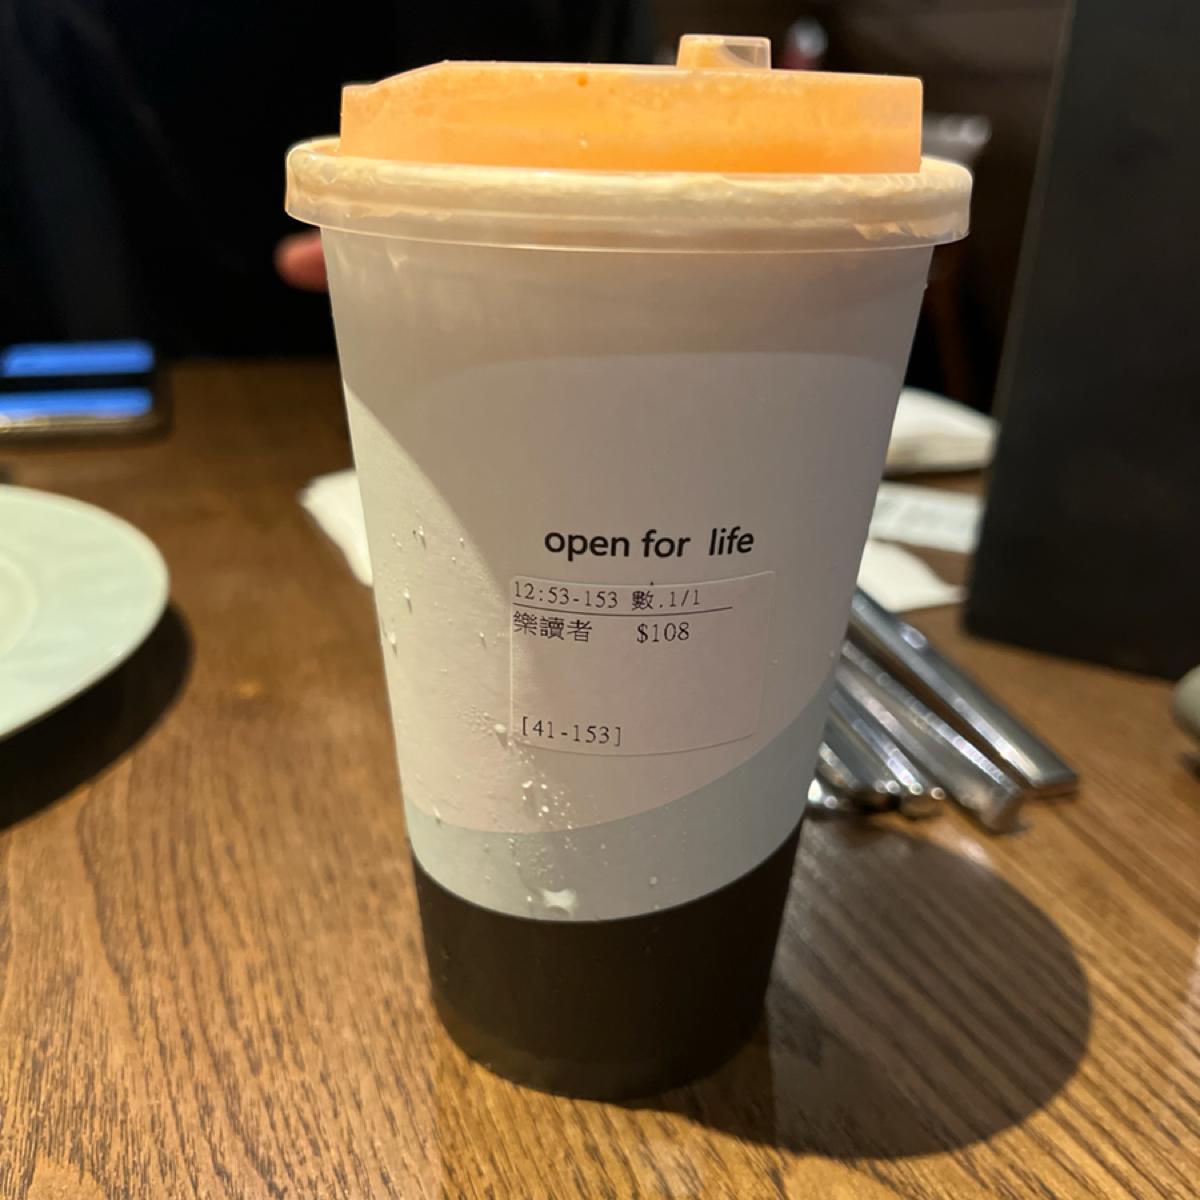 open for life
12:53-153 數.1/1
樂讀者 $108
[41-153]